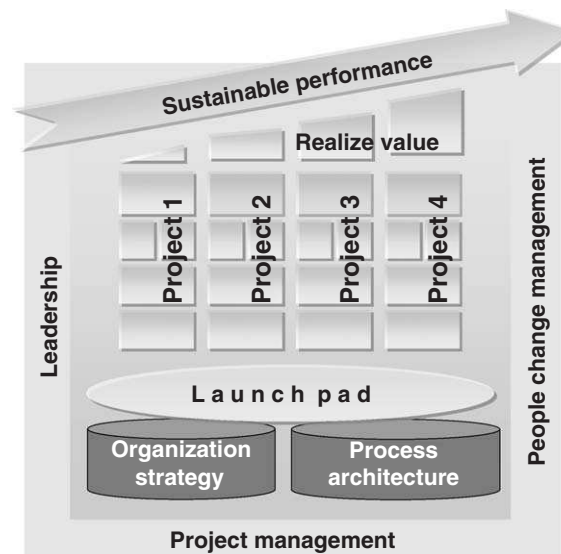 Sustainable performance
Realize value
Project 1
Project 2
Project 3
Project 4
Leadership
People change management
Launch pad
Organization
strategy
Process
architecture
Project management